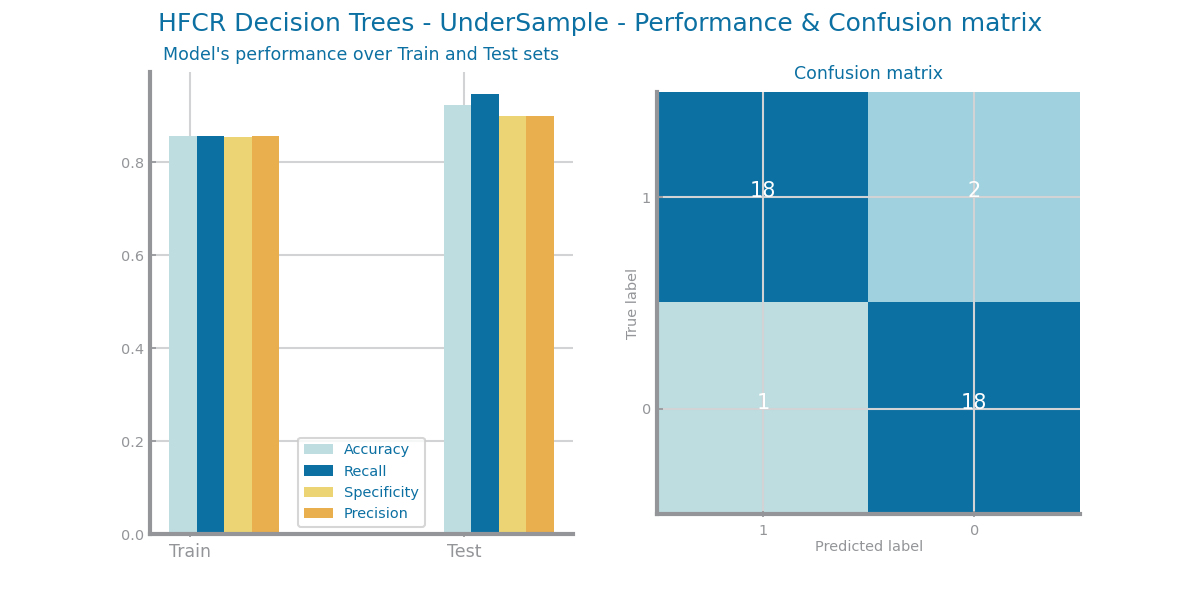 HFCR Decision Trees - UnderSample - Performance & Confusion matrix
Model's performance over Train and Test sets
0.8
0.6
0.4
0.2
0.0
Train
Test
Accuracy
Recall
Specificity
Precision
Confusion matrix
True label
1
0
18
2
1
18
1
0
Predicted label